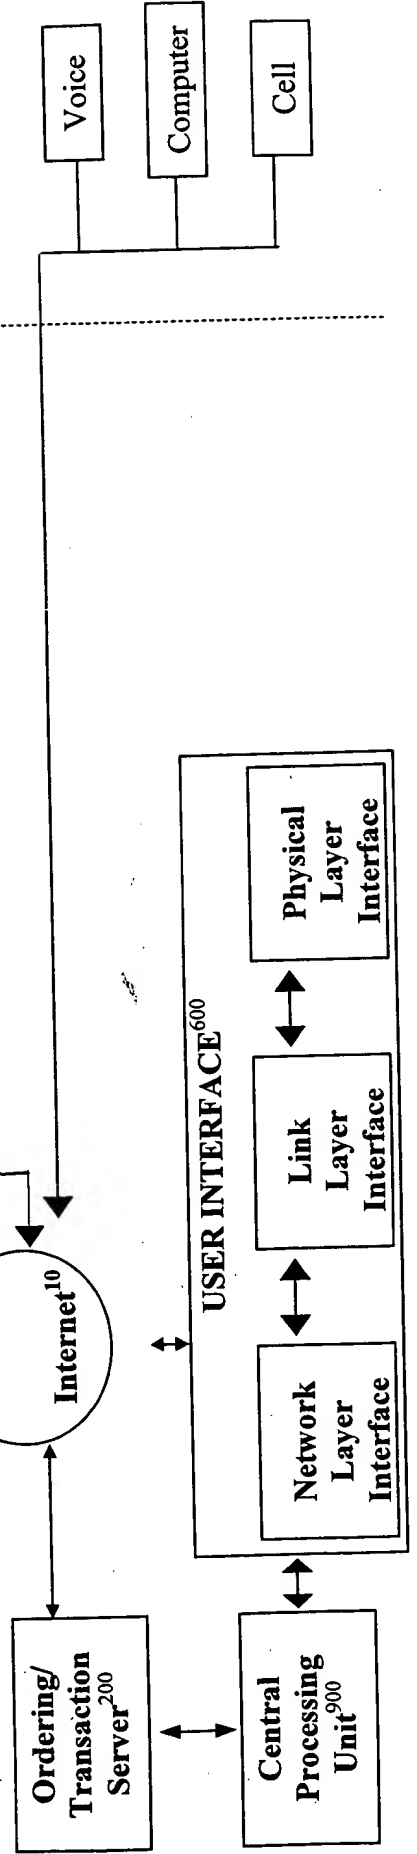 Voice
Computer
Cell
Internet10
USER INTERFACE600
Ordering/
Transaction
Server200
Central
Processing
Unit900
Network
Layer
Interface
Link
Layer
Interface
Physical
Layer
Interface